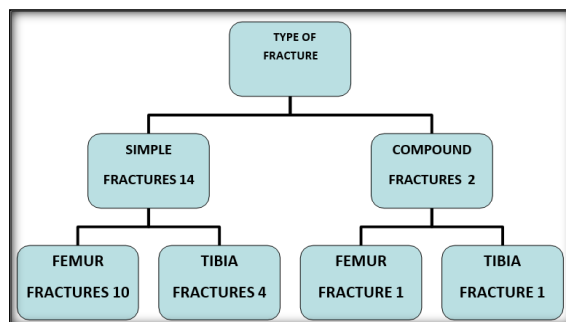 TYPE OF
FRACTURE
SIMPLE
FRACTURES 14
COMPOUND
FRACTURES 2
FEMUR
FRACTURES 10
TIBIA
FRACTURES 4
FEMUR
FRACTURE 1
TIBIA
FRACTURE 1